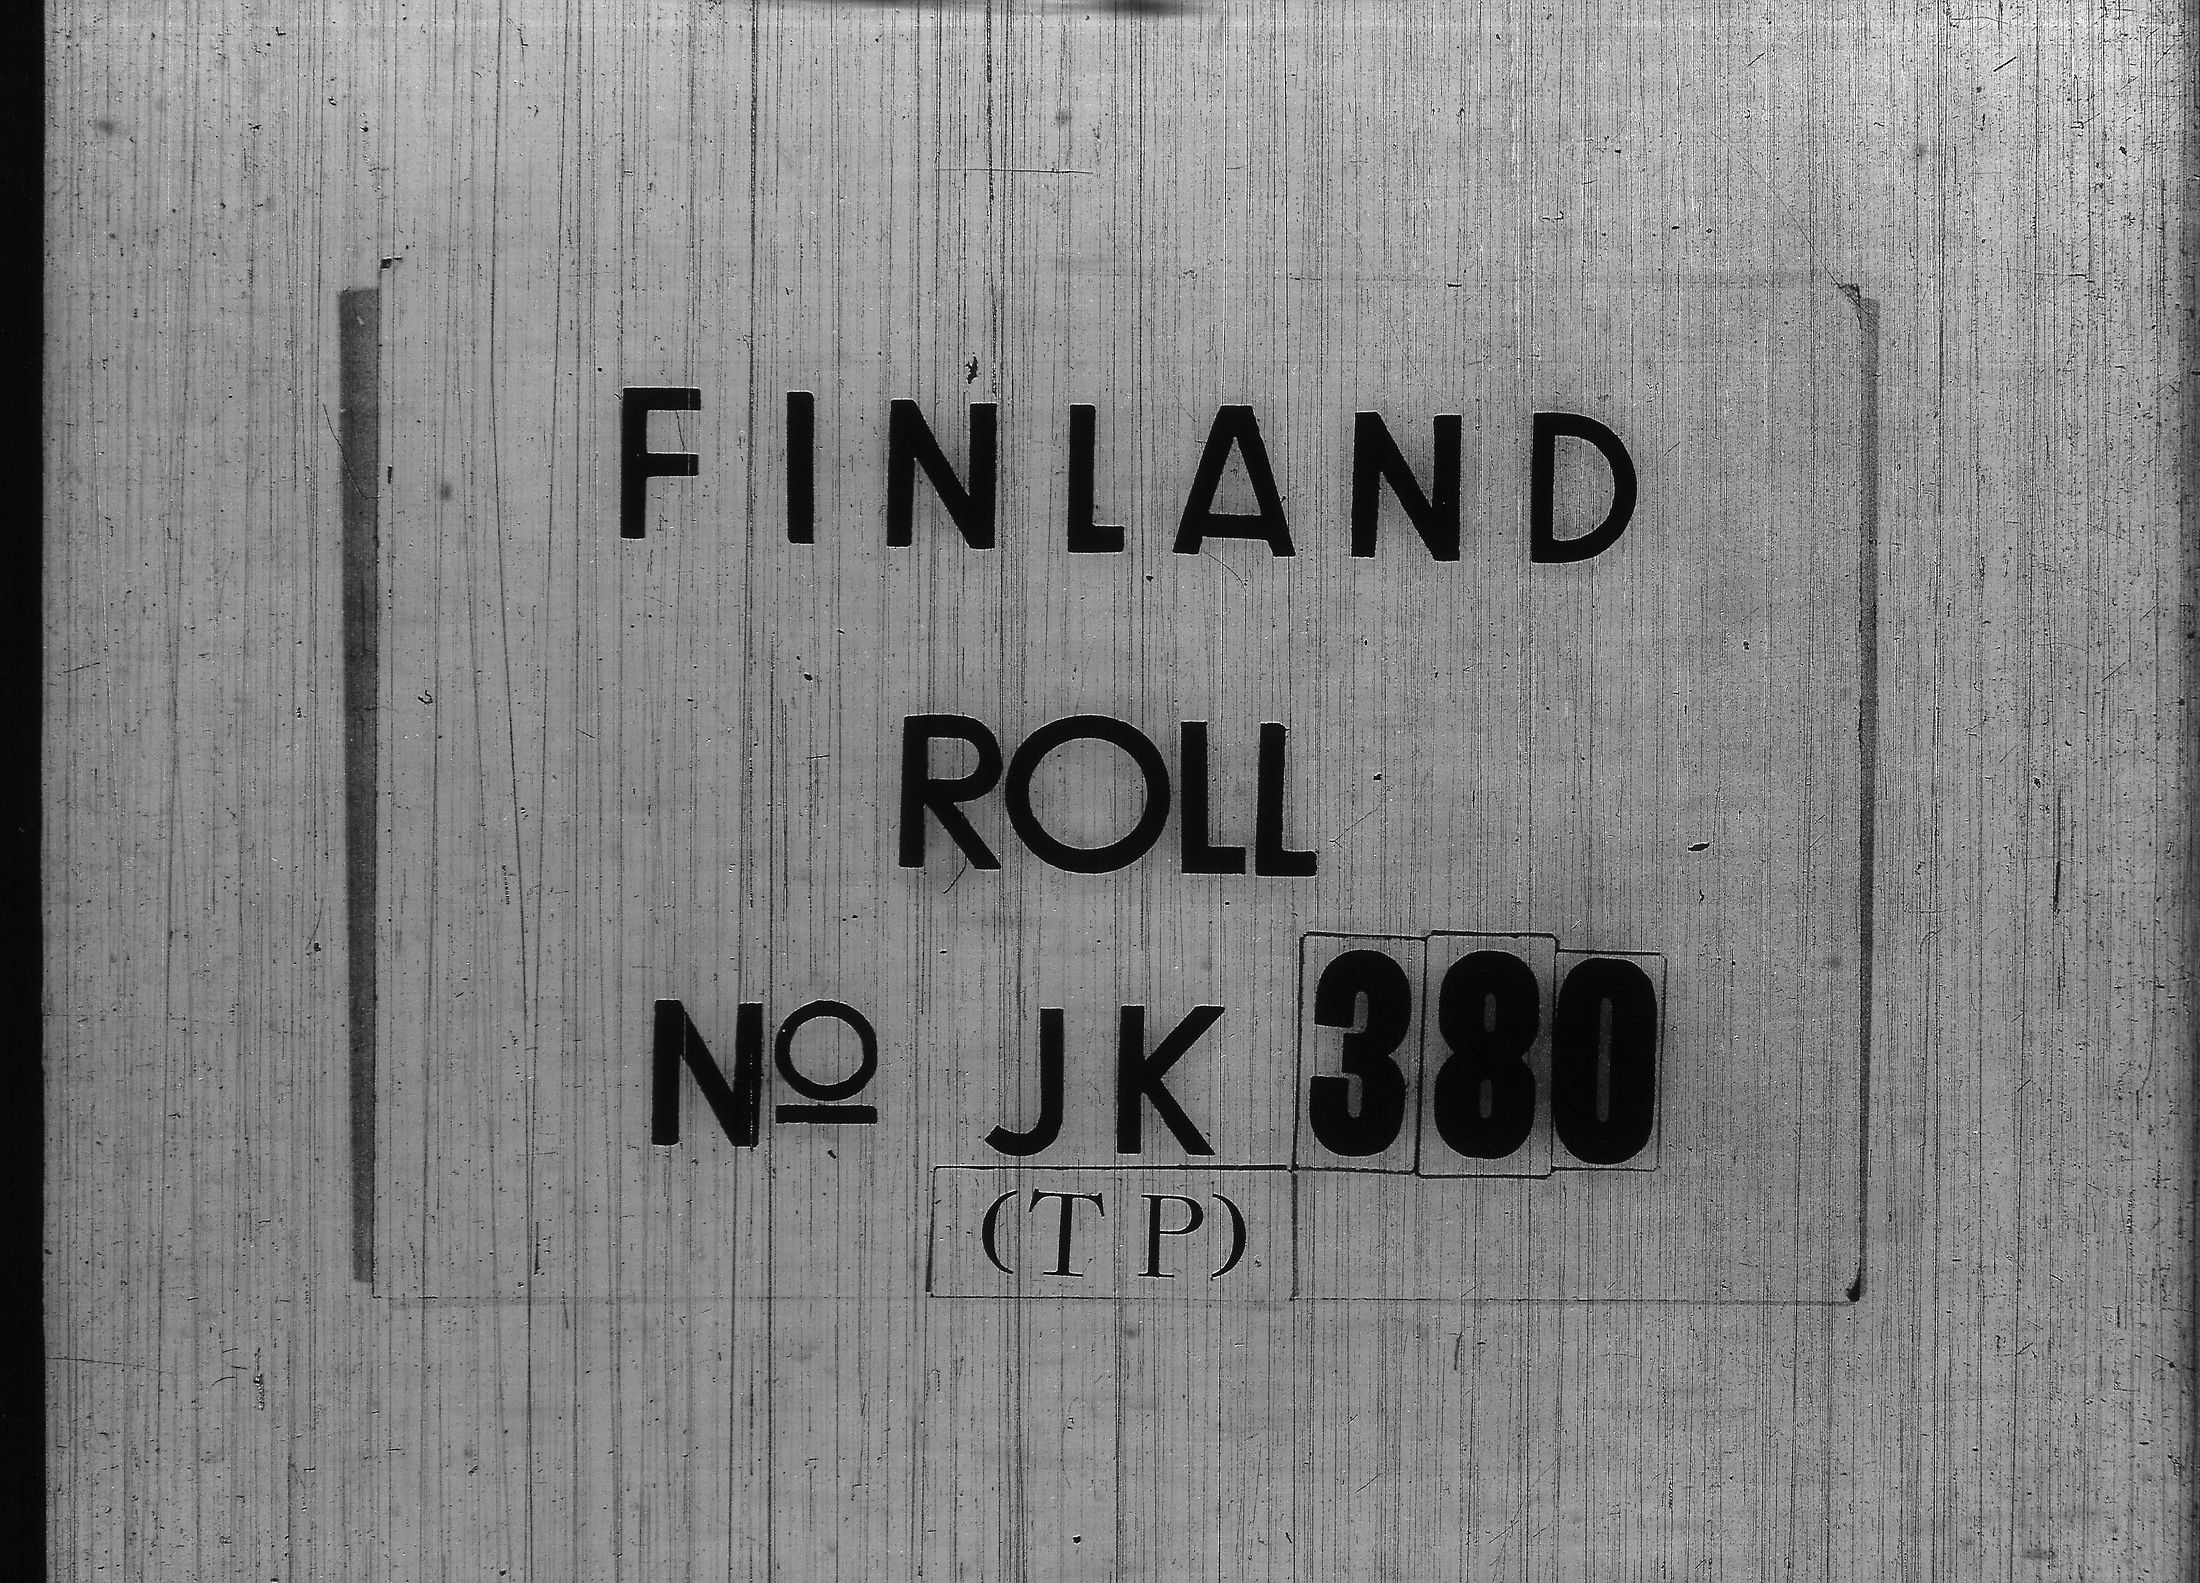 FINLAND
ROLL
Nº JK 380
(TP)